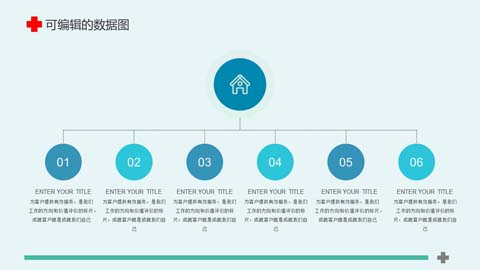 可编辑的数据图
01
02
03
04
05
06
ENTER YOUR TITLE
为客户提供有效服务，是我们
工作的方向和价值评价的标
尺，成就客户就是成就我们自
己
ENTER YOUR TITLE
为客户提供有效服务，是我们
工作的方向和价值评价的标
尺，成就客户就是成就我们自
己
ENTER YOUR TITLE
为客户提供有效服务，是我们
工作的方向和价值评价的标尺，
成就客户就是成就我们自己
ENTER YOUR TITLE
为客户提供有效服务，是我们
工作的方向和价值评价的标
尺，成就客户就是成就我们自
己
ENTER YOUR TITLE
为客户提供有效服务，是我们
工作的方向和价值评价的标尺，
成就客户就是成就我们自己
ENTER YOUR TITLE
为客户提供有效服务，是我们
工作的方向和价值评价的标
尺，成就客户就是成就我们自
己